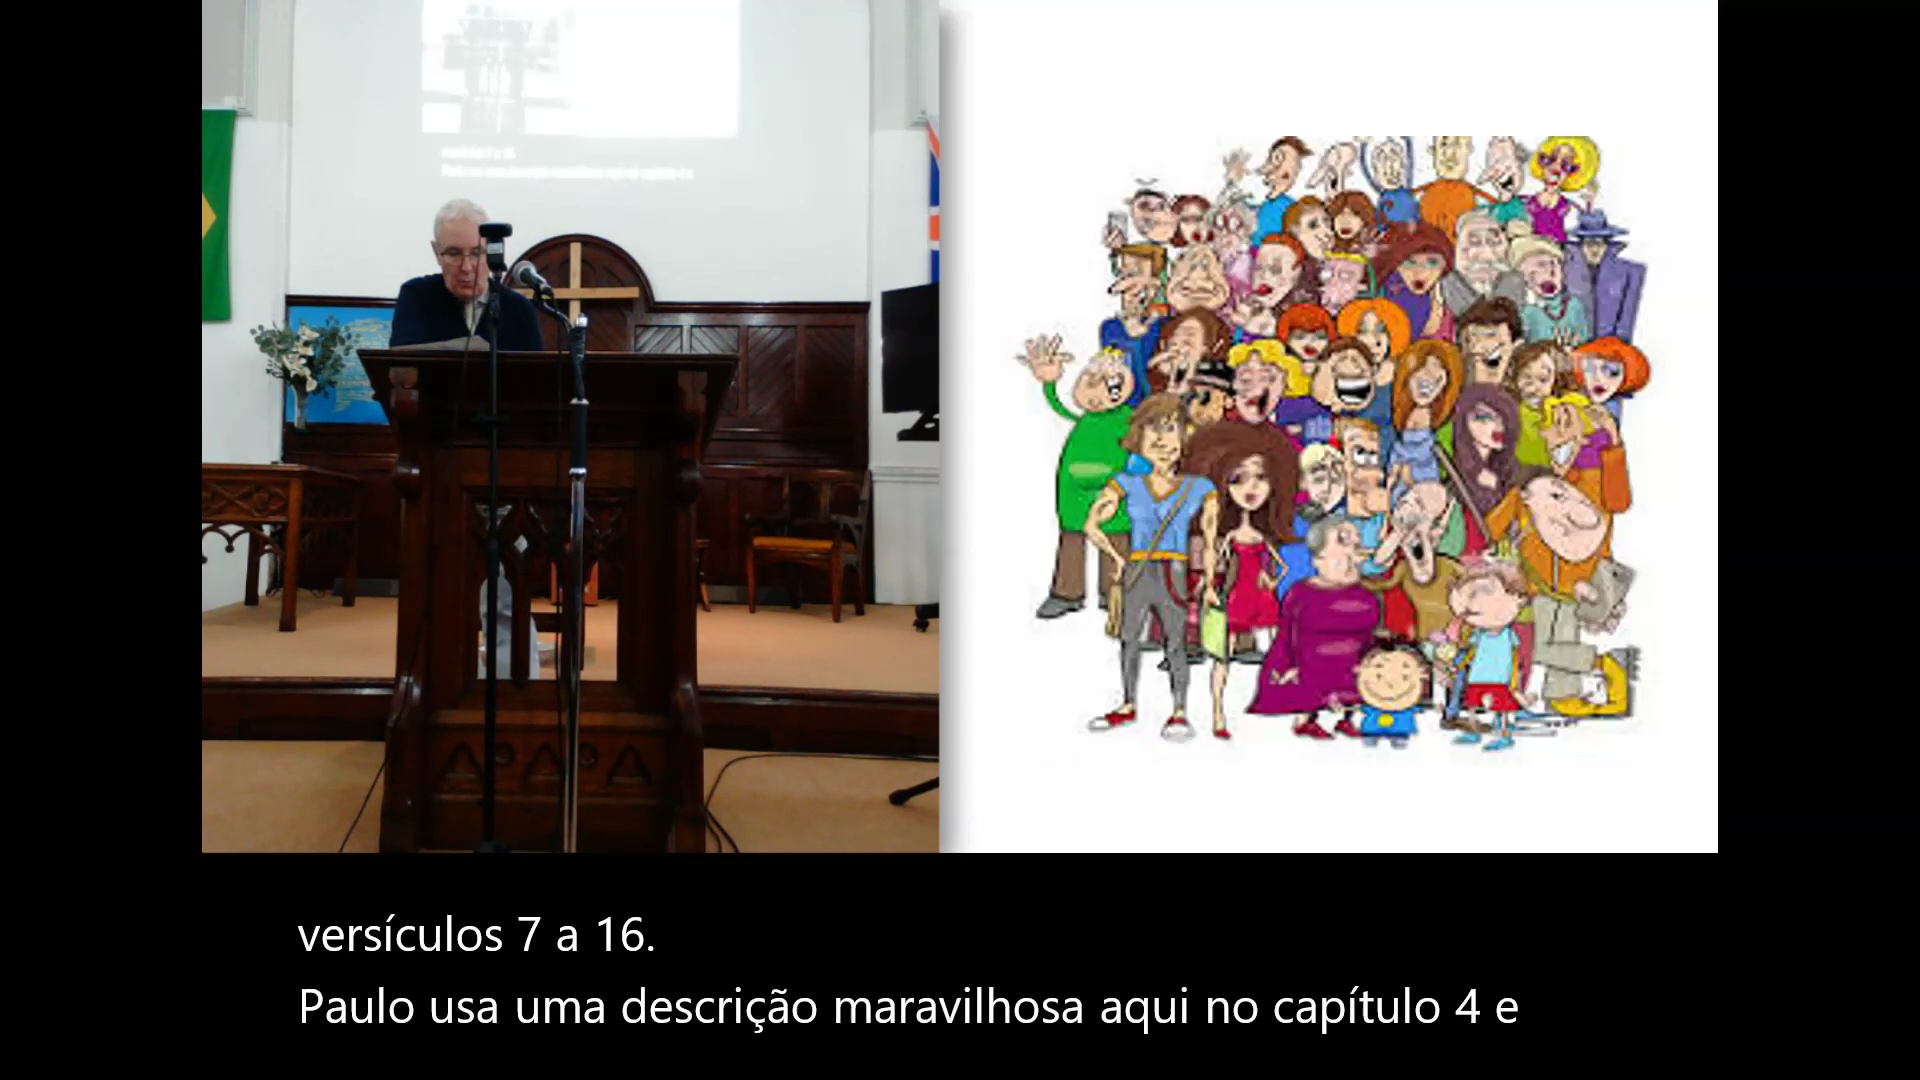 versículos 7 a 16.
Paulo usa uma descrição maravilhosa aqui no capítulo 4 e